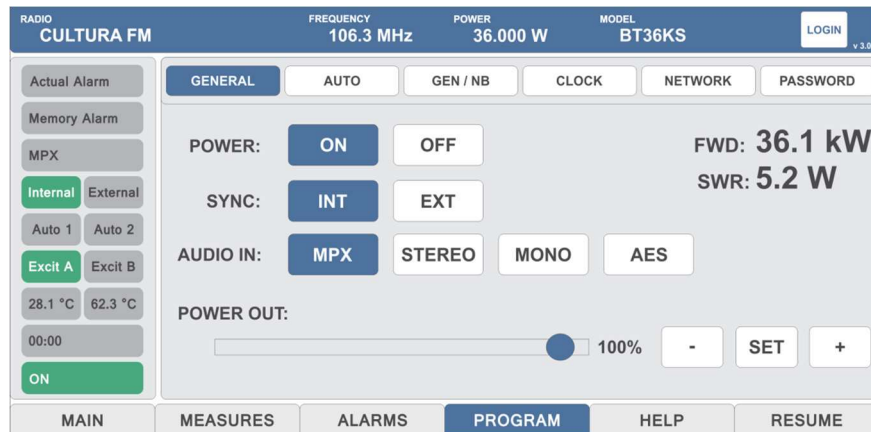 RADIO
CULTURA FM
FREQUENCY
106.3 MHz
POWER
36.000 W
MODEL
BT36KS
LOGIN
v 3.0
Actual Alarm
Memory Alarm
MPX
Internal External
Auto 1 Auto 2
Excit A Excit B
28.1 °C 62.3 °C
00:00
ON
GENERAL AUTO GEN / NB CLOCK NETWORK PASSWORD
POWER: ON OFF
FWD: 36.1 kW
SWR: 5.2 W
SYNC: INT EXT
AUDIO IN: MPX STEREO MONO AES
POWER OUT:
100% - SET +
MAIN MEASURES ALARMS PROGRAM HELP RESUME